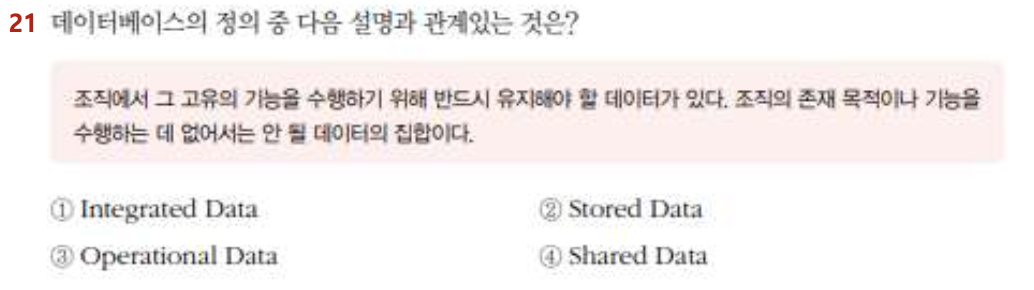 21 데이터베이스의 정의 중 다음 설명과 관계있는 것은?
조직에서 그 고유의 기능을 수행하기 위해 반드시 유지해야 할 데이터가 있다. 조직의 존재 목적이나 기능을
수행하는 데 없어서는 안 될 데이터의 집합이다.
① Integrated Data ② Stored Data
③ Operational Data ④ Shared Data